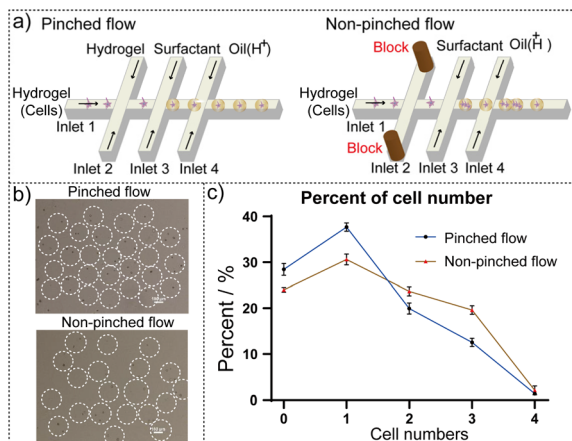 a)
Pinched flow
Hydrogel Surfactant Oil(H+)
Hydrogel
(Cells)
Inlet 1
Inlet 2 Inlet 3 Inlet 4
Non-pinched flow
Block
Surfactant Oil(H+)
Hydrogel
(Cells)
Inlet 1
Block
Inlet 2 Inlet 3 Inlet 4
b)
Pinched flow
Non-pinched flow
c)
Percent of cell number
Pinched flow
Non-pinched flow
Percent / %
40
30
20
10
0
0 1 2 3 4
Cell numbers